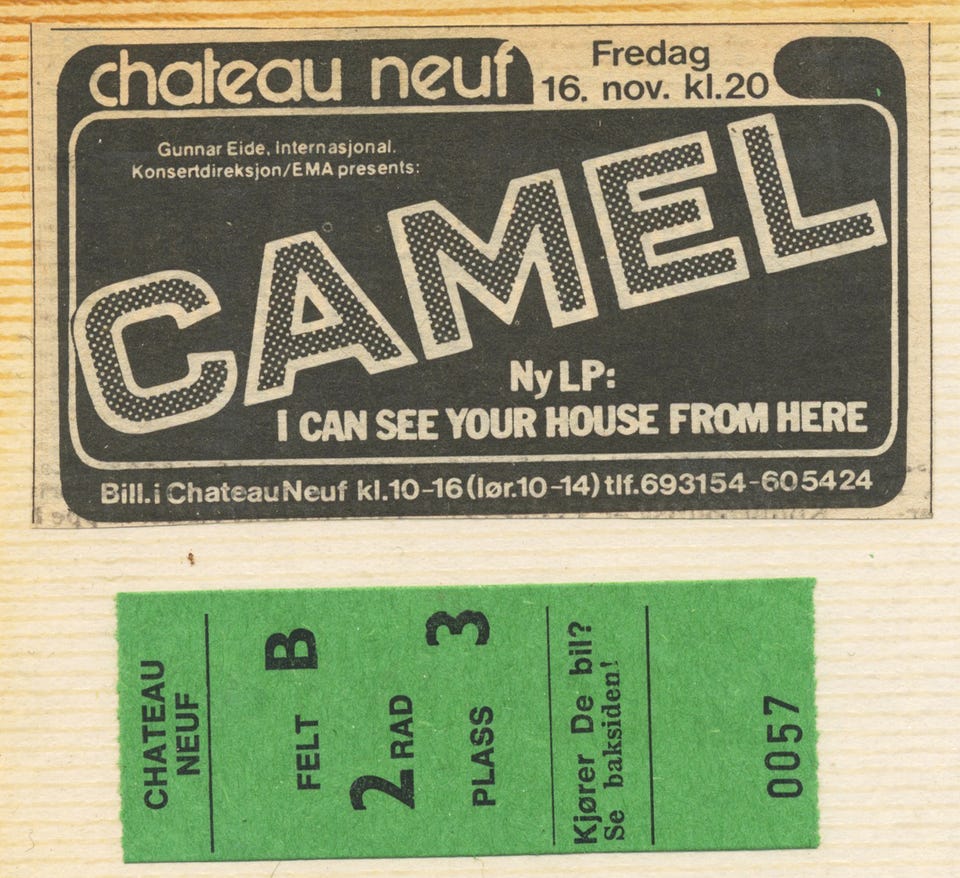 chateau neuf
Fredag
16. nov. kl.20
Gunnar Eide, Internasjonal.
Konsertdireksjon/EMA presents:
CAMEL
Ny LP:
I CAN SEE YOUR HOUSE FROM HERE
Bill.i Chateau Neuf kl.10-16 (lør.10-14) tlf.693154-605424
CHATEAU
NEUF
FELT B
2 RAD
PLASS 3
Kjører De bil?
Se baksiden!
0057